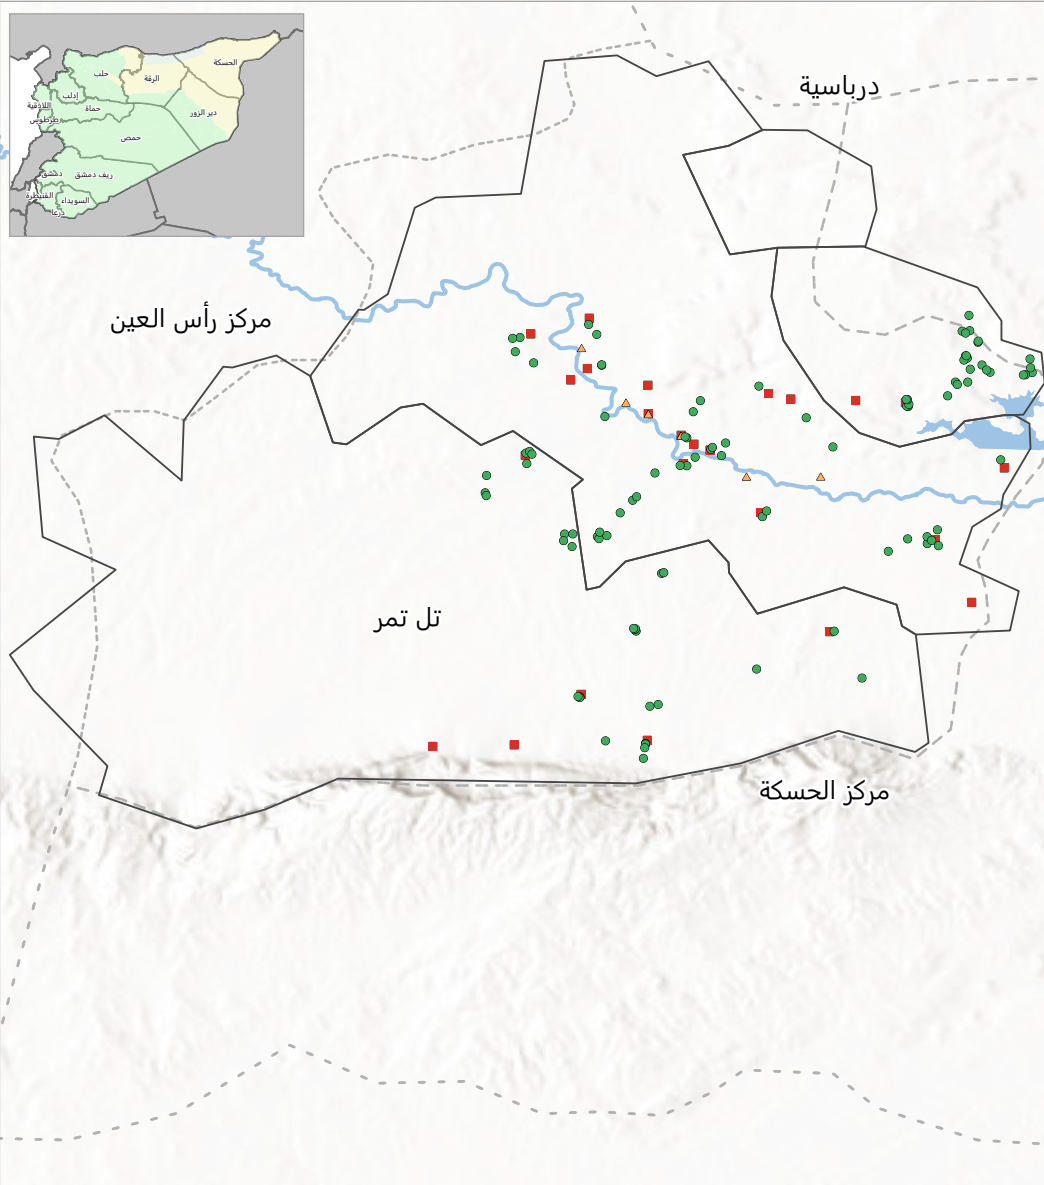 الحسكة
حلب
الرقة
إدلب
اللاذقية
حماة
دير الزور
طرطوس
حمص
دمشق
ريف دمشق
القنيطرة
السويداء
درعا
درباسية
مركز رأس العين
تل تمر
مركز الحسكة